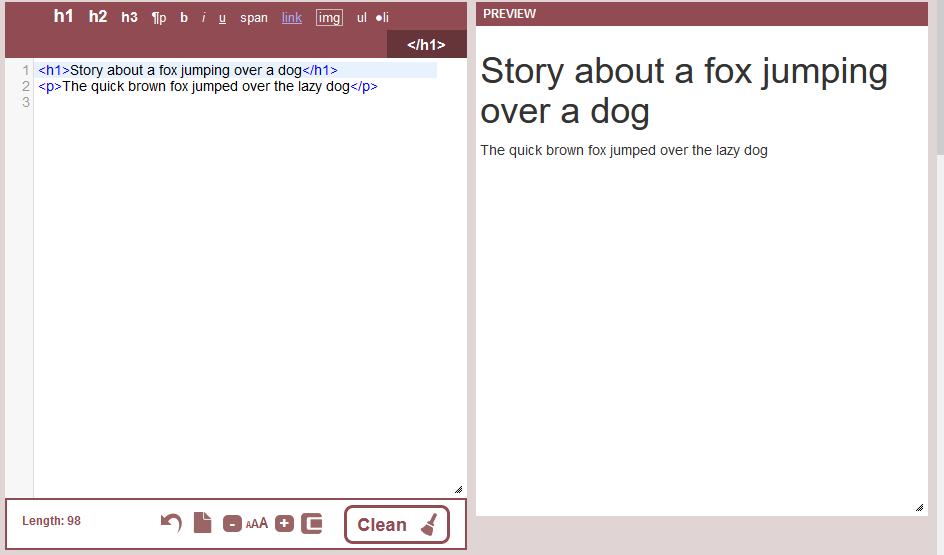 h1 h2 h3 ¶p b i u span link img ul ●li
</h1>
1 <h1>Story about a fox jumping over a dog</h1>
2 <p>The quick brown fox jumped over the lazy dog</p>
3
Length: 98 - AAA + Clean
PREVIEW
Story about a fox jumping
over a dog
The quick brown fox jumped over the lazy dog